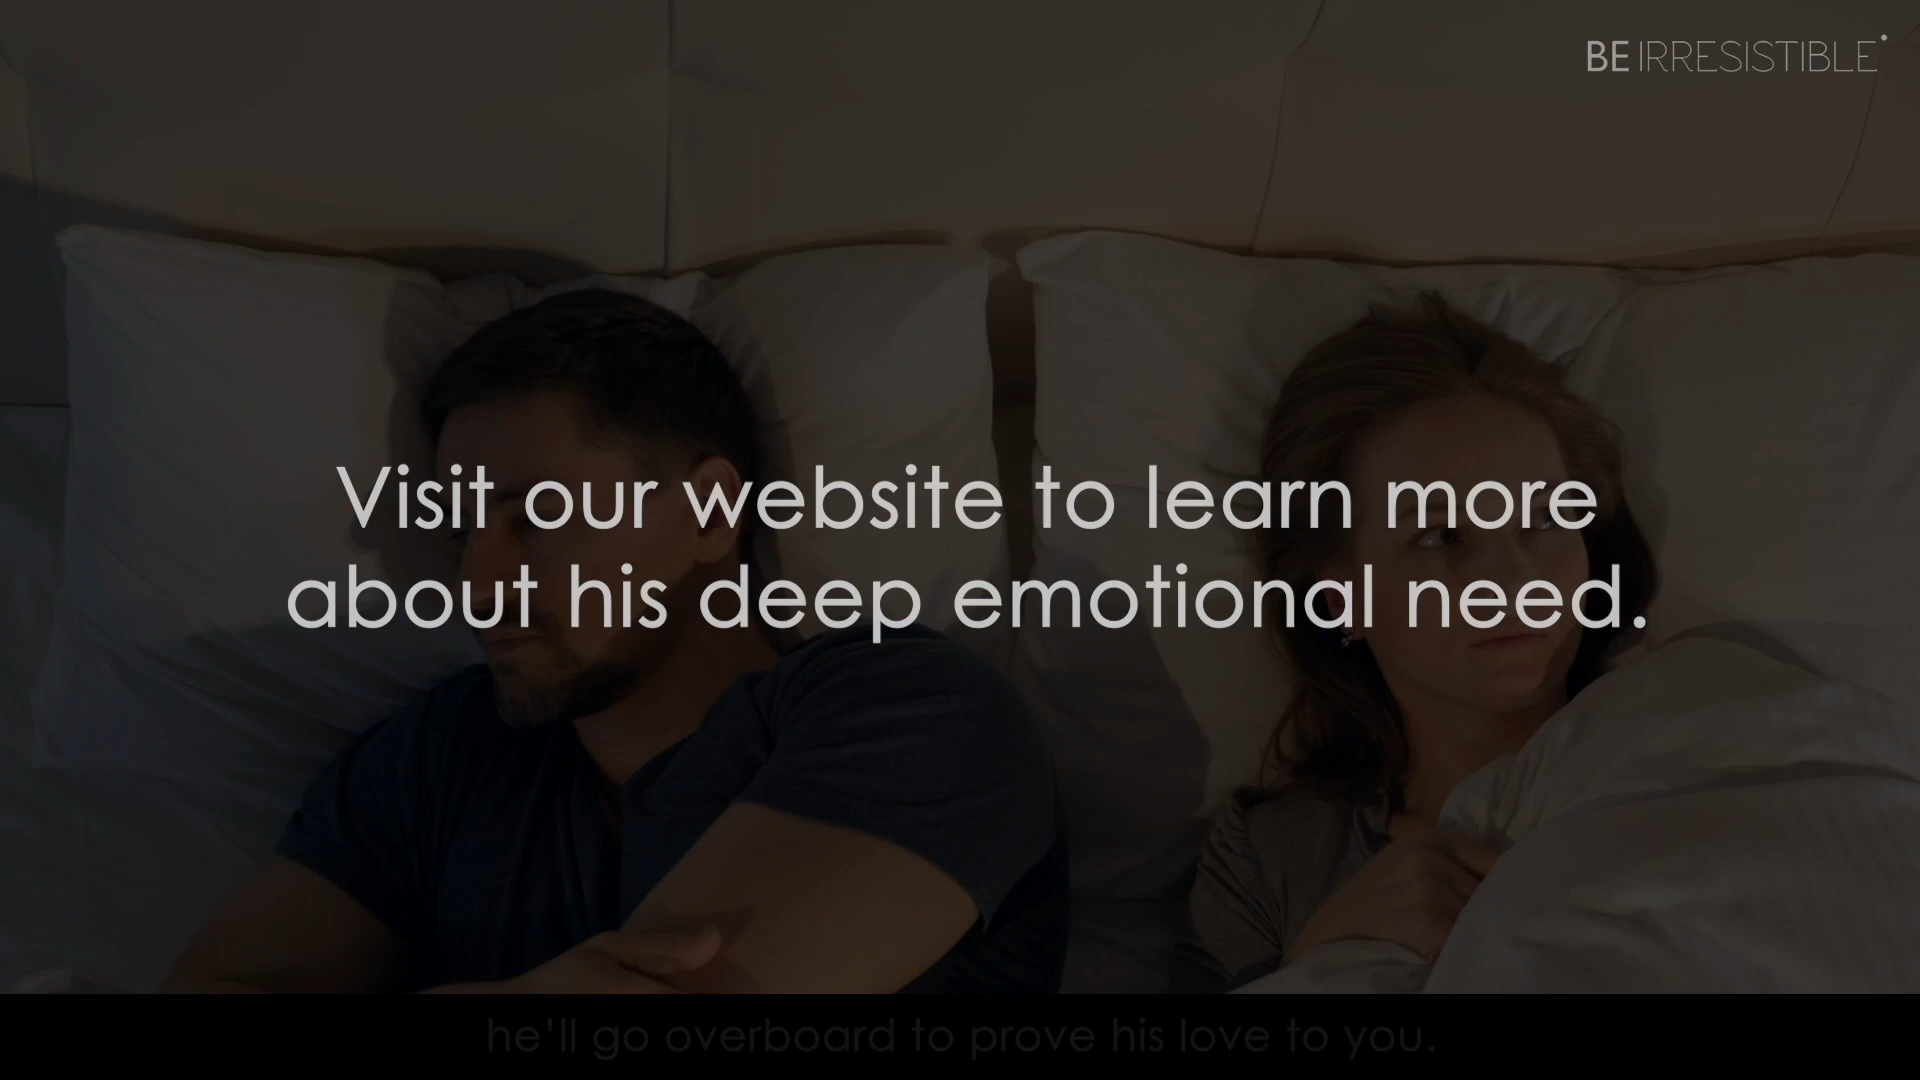 BE IRRESISTIBLE
Visit our website to learn more
about his deep emotional need.
he’ll go overboard to prove his love to you.